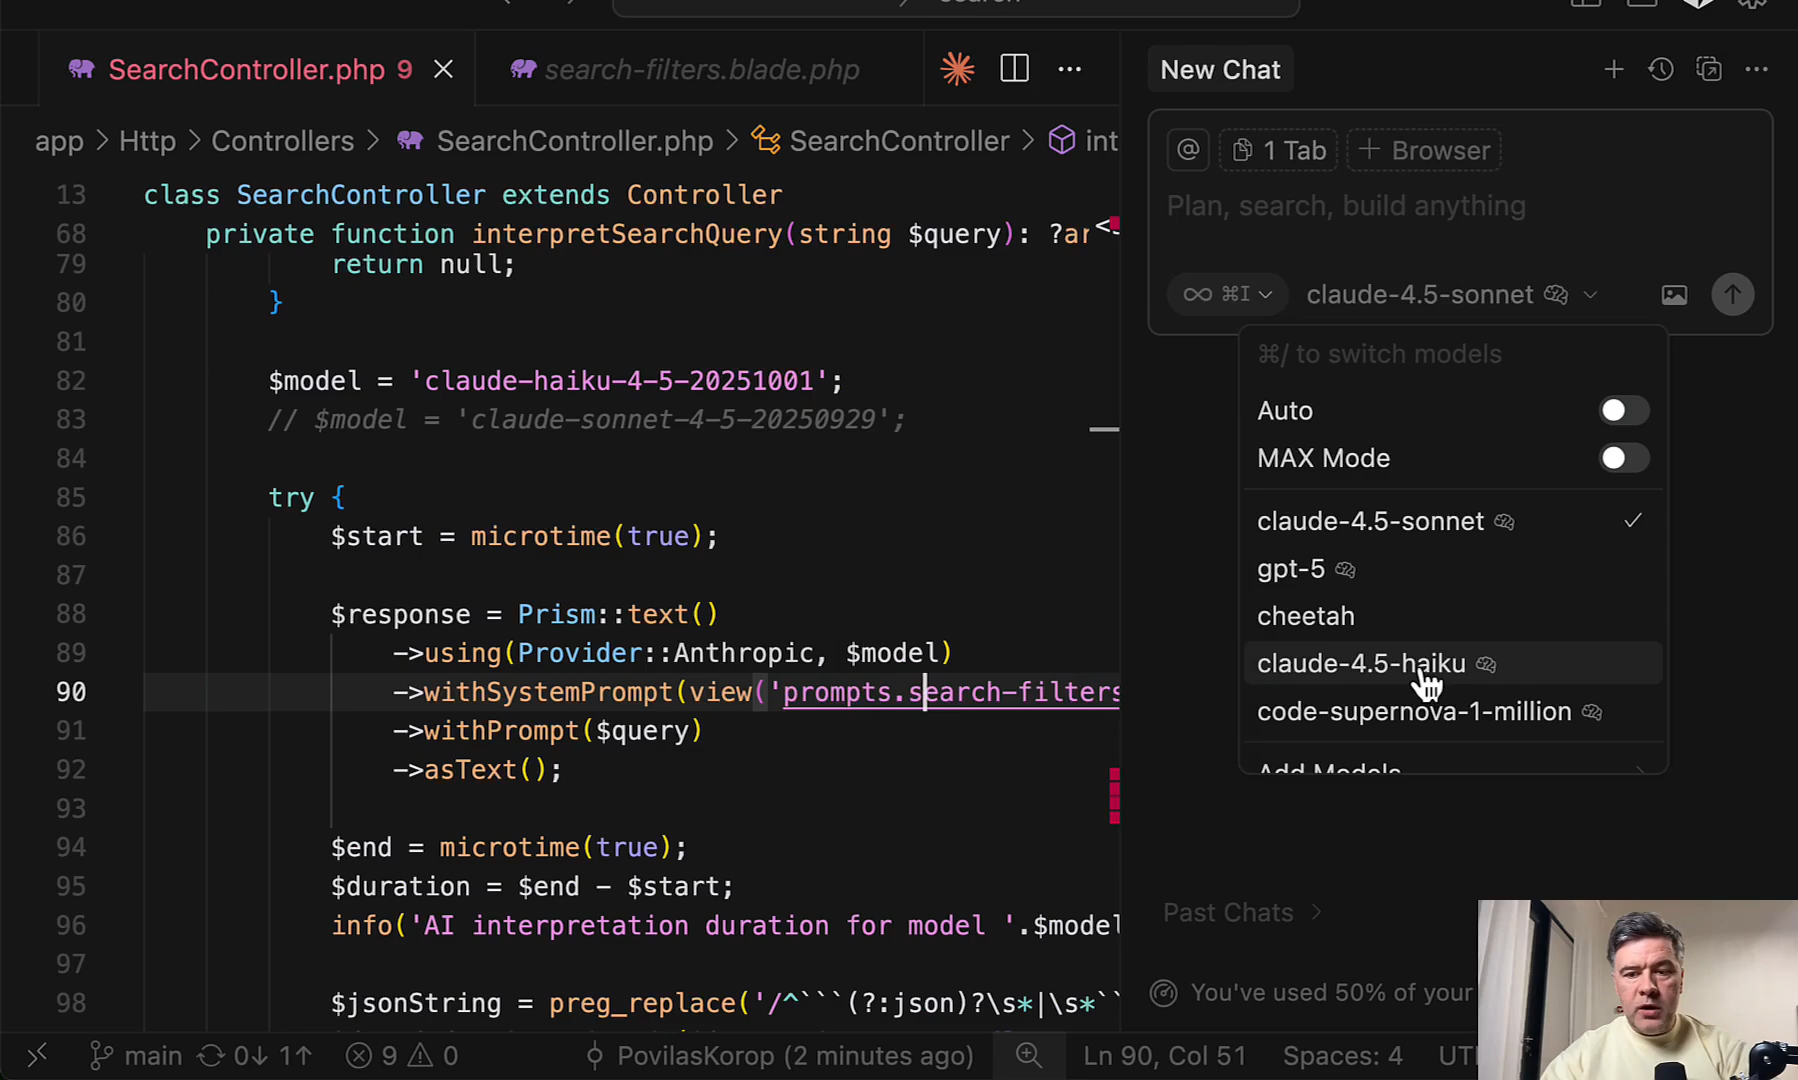 search
SearchController.php 9
search-filters.blade.php
New Chat
app > Http > Controllers > SearchController.php > SearchController > int
@ 1 Tab + Browser
Plan, search, build anything
∞ ⌘I claude-4.5-sonnet
⌘/ to switch models
Auto
MAX Mode
claude-4.5-sonnet
gpt-5
cheetah
claude-4.5-haiku
code-supernova-1-million
Add Models
Past Chats >
You've used 50% of your
13 class SearchController extends Controller
68 private function interpretSearchQuery(string $query): ?ar
79 return null;
80 }
81
82 $model = 'claude-haiku-4-5-20251001';
83 // $model = 'claude-sonnet-4-5-20250929';
84
85 try {
86 $start = microtime(true);
87
88 $response = Prism::text()
89 ->using(Provider::Anthropic, $model)
90 ->withSystemPrompt(view('prompts.search-filters
91 ->withPrompt($query)
92 ->asText();
93
94 $end = microtime(true);
95 $duration = $end - $start;
96 info('AI interpretation duration for model '.$model
97
98 $jsonString = preg_replace('/^```(?:json)?\s*|\s*``
main 0↓ 1↑ 9 0 PovilasKorop (2 minutes ago) Ln 90, Col 51 Spaces: 4 UT